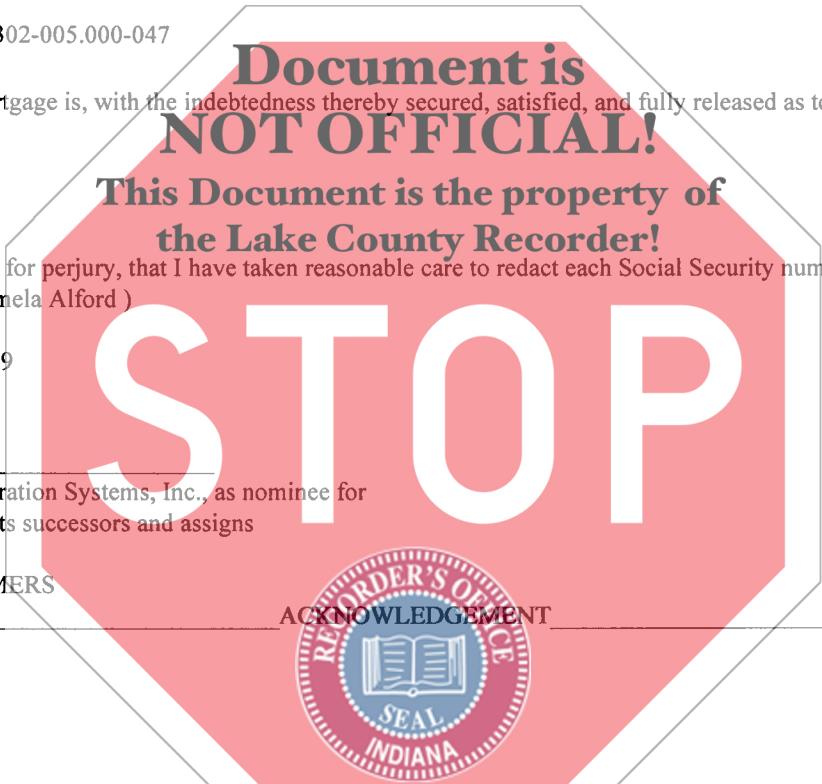 302-005.000-047
Document is
tgage is, with the indebtedness thereby secured, satisfied, and fully released as to
NOT OFFICIAL!
This Document is the property of
the Lake County Recorder!
for perjury, that I have taken reasonable care to redact each Social Security num
nela Alford )
9
STOP
ration Systems, Inc., as nominee for
ts successors and assigns
MERS
ACKNOWLEDGEMENT
RECORDER'S OFFICE
SEAL
INDIANA